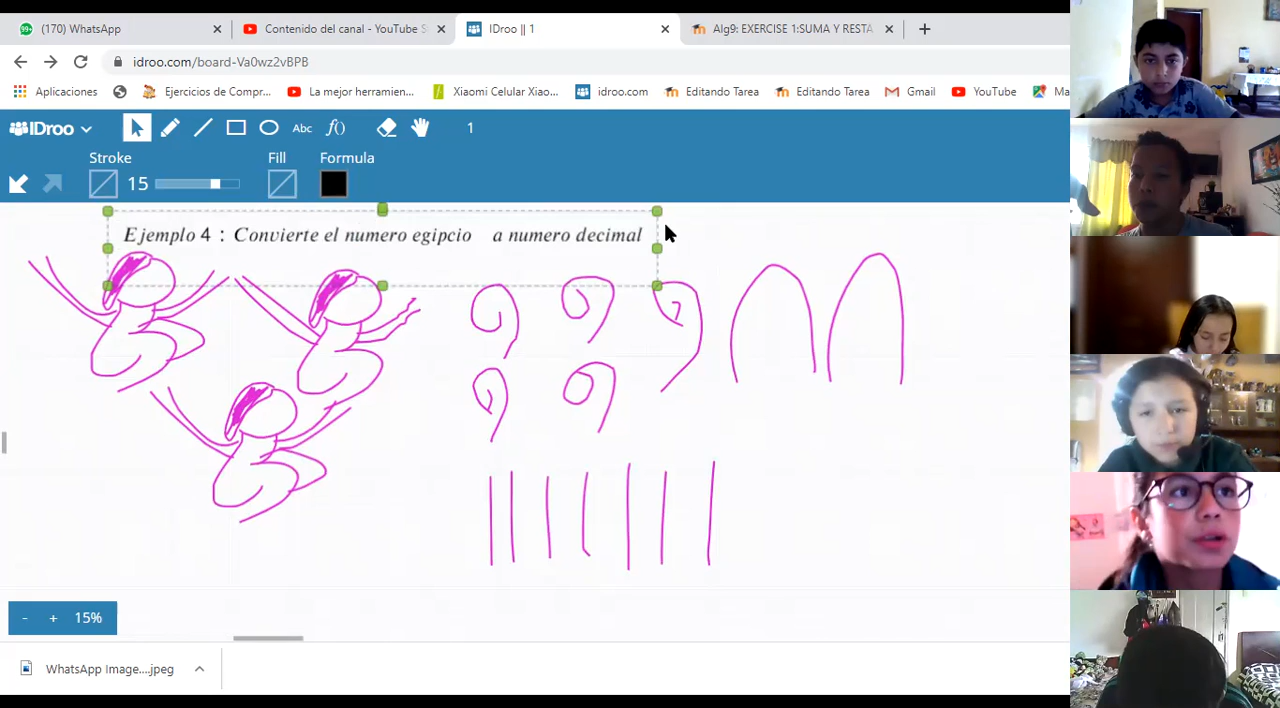 (170) WhatsApp
Contenido del canal - YouTube S
IDroo || 1
Alg9: EXERCISE 1:SUMA Y RESTA
idroo.com/board-Va0wz2vBPB
Aplicaciones
Ejercicios de Compr...
La mejor herramien...
Xiaomi Celular Xiao...
idroo.com
Editando Tarea
Editando Tarea
Gmail
YouTube
Ma
IDroo
Abc
f()
1
Stroke
Fill
Formula
15
Ejemplo 4 : Convierte el numero egipcio a numero decimal
- + 15%
WhatsApp Image....jpeg